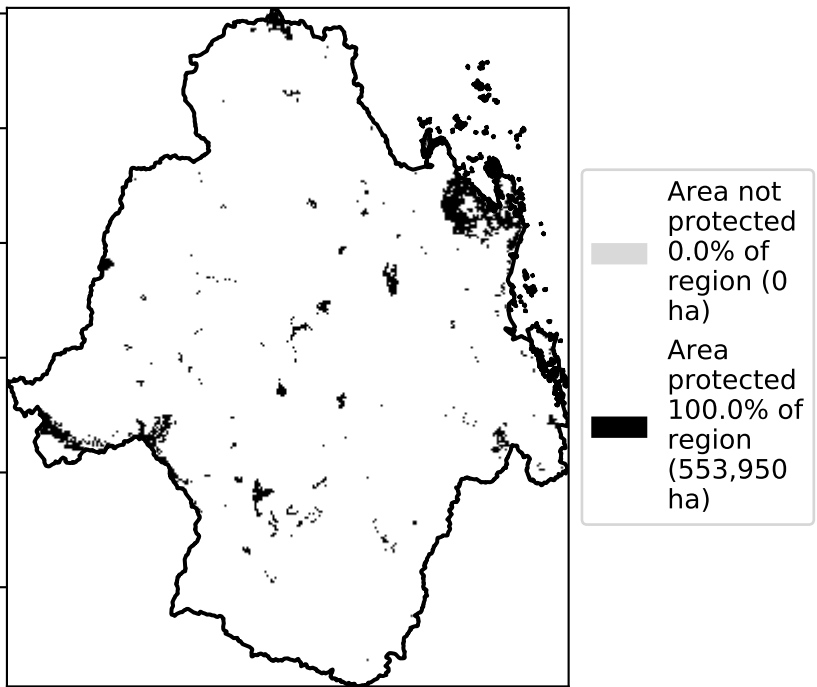 Area not
protected
0.0% of
region (0
ha)
Area
protected
100.0% of
region
(553,950
ha)